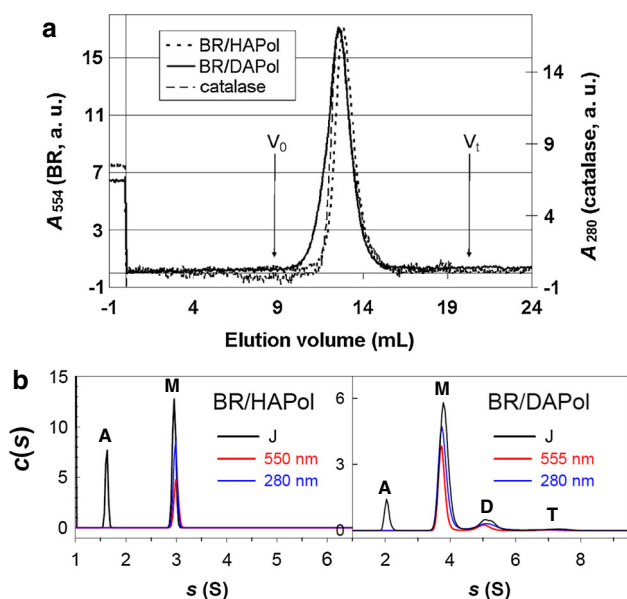 a
BR/HAPol
BR/DAPol
catalase
V0
Vt
A554 (BR, a. u.)
15
11
7
3
-1
A280 (catalase, a. u.)
14
9
4
-1
-1 4 9 14 19 24
Elution volume (mL)
b
c(s)
15
10
5
0
A
M
BR/HAPol
J
550 nm
280 nm
1 2 3 4 5 6
s (S)
6
3
0
A
M
D
T
BR/DAPol
J
555 nm
280 nm
2 4 6 8
s (S)